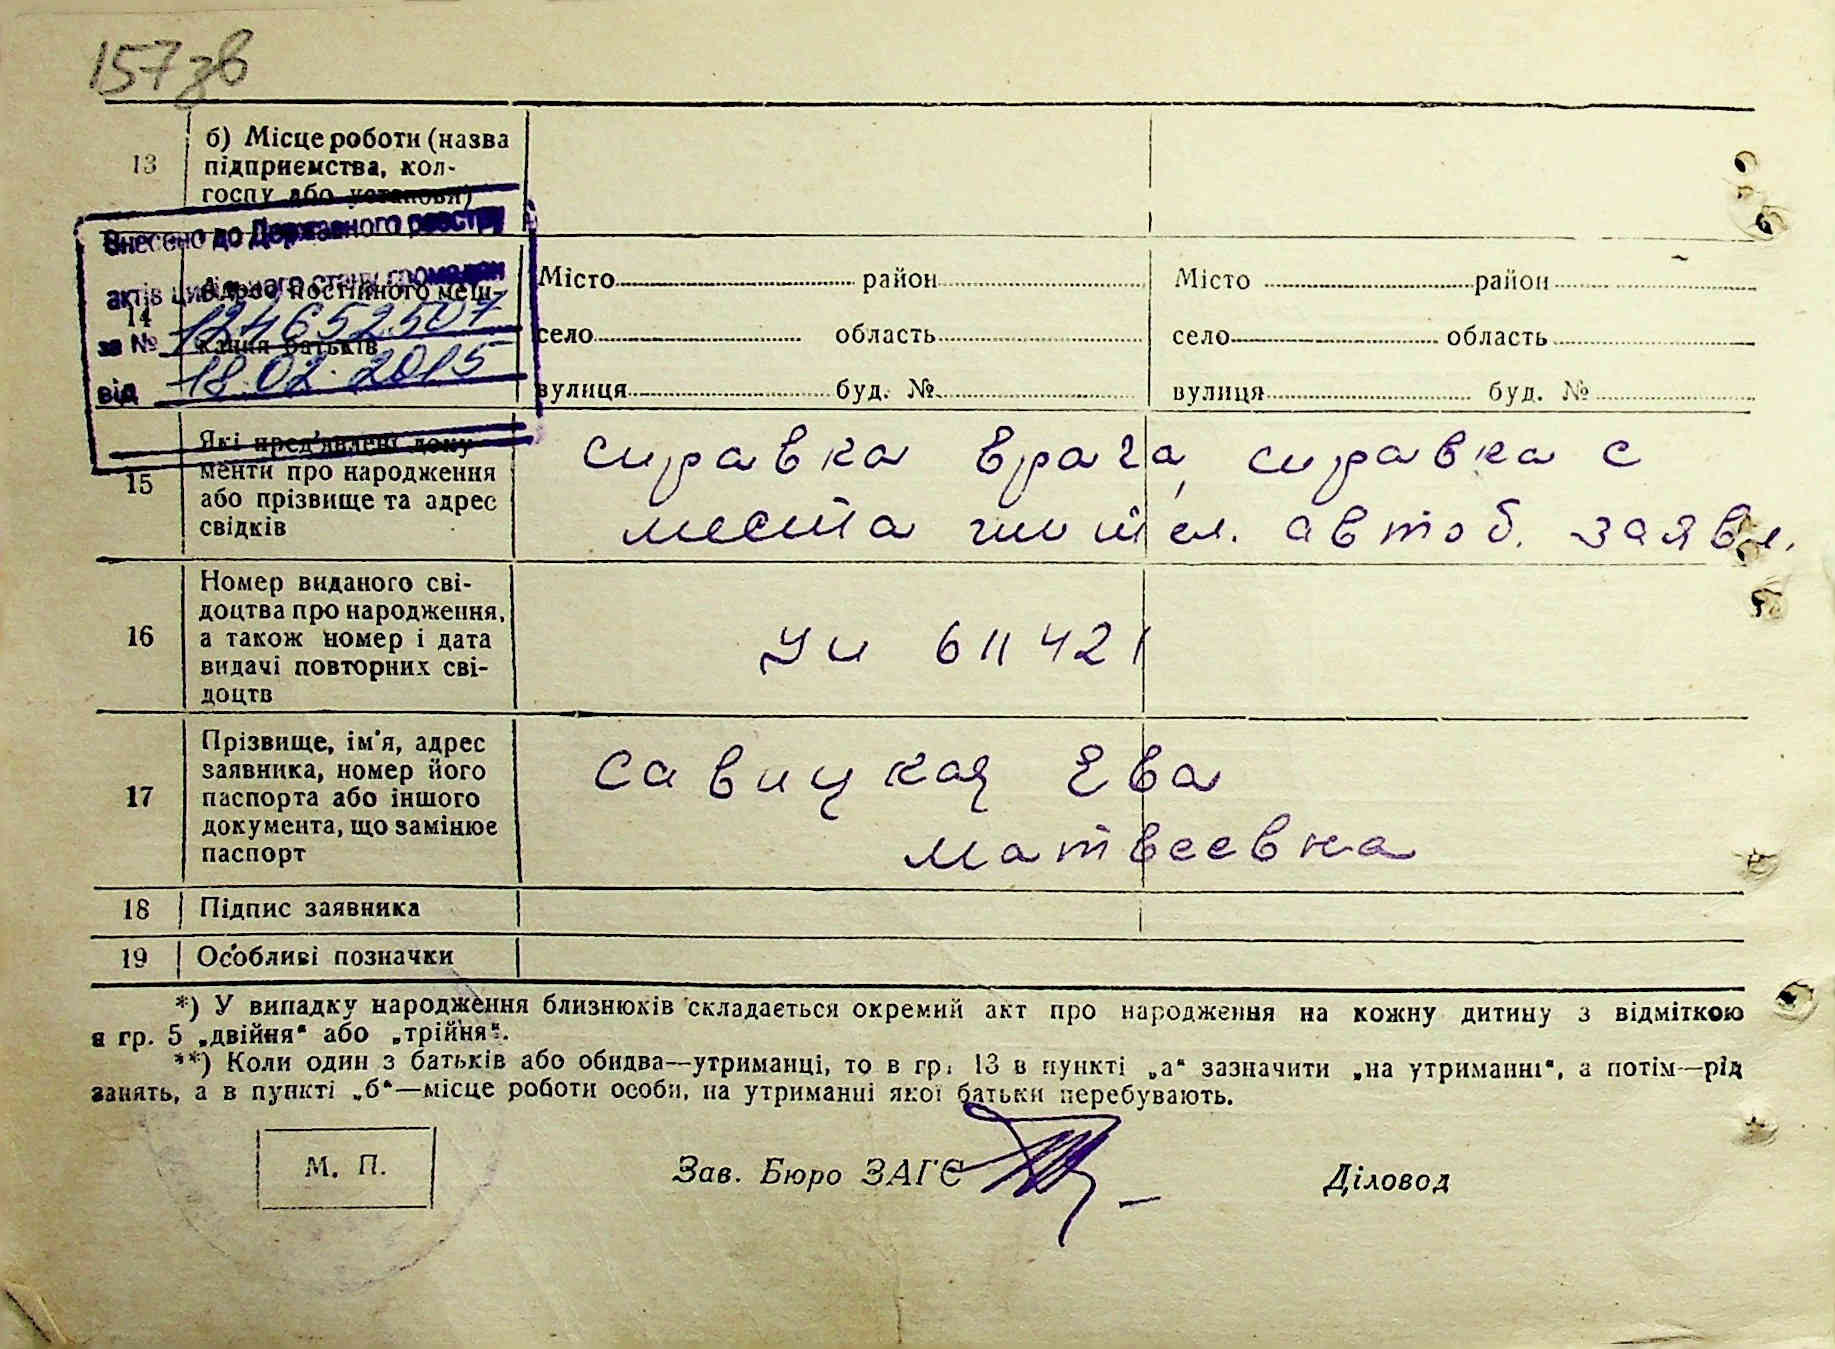 157 зв
13
б) Місце роботи (назва
підприємства, кол-
госпу або установи)
Внесено до Державного реєстру
актів цивільного стану громадян
за № 124652507
від 18.02.2015
14
Адрес постійного меш-
кання батьків
Місто район
село область
вулиця буд. №
Місто район
село область
вулиця буд. №
15
Які пред'явлені доку-
менти про народження
або прізвище та адрес
свідків
справка врача, справка с
места жител. автоб. заявл.
16
Номер виданого сві-
доцтва про народження,
а також номер і дата
видачі повторних сві-
доцтв
УИ 611421
17
Прізвище, ім'я, адрес
заявника, номер його
паспорта або іншого
документа, що замінює
паспорт
Савицкая Ева
Матвеевна
18 Підпис заявника
19 Особливі позначки
*) У випадку народження близнюків складається окремий акт про народження на кожну дитину з відміткою
в гр. 5 „двійня“ або „трійня“.
**) Коли один з батьків або обидва—утриманці, то в гр. 13 в пункті „а“ зазначити „на утриманні“, а потім—рід
занять, а в пункті „б“—місце роботи особи, на утриманні якої батьки перебувають.
М. П.
Зав. Бюро ЗАГС
Діловод